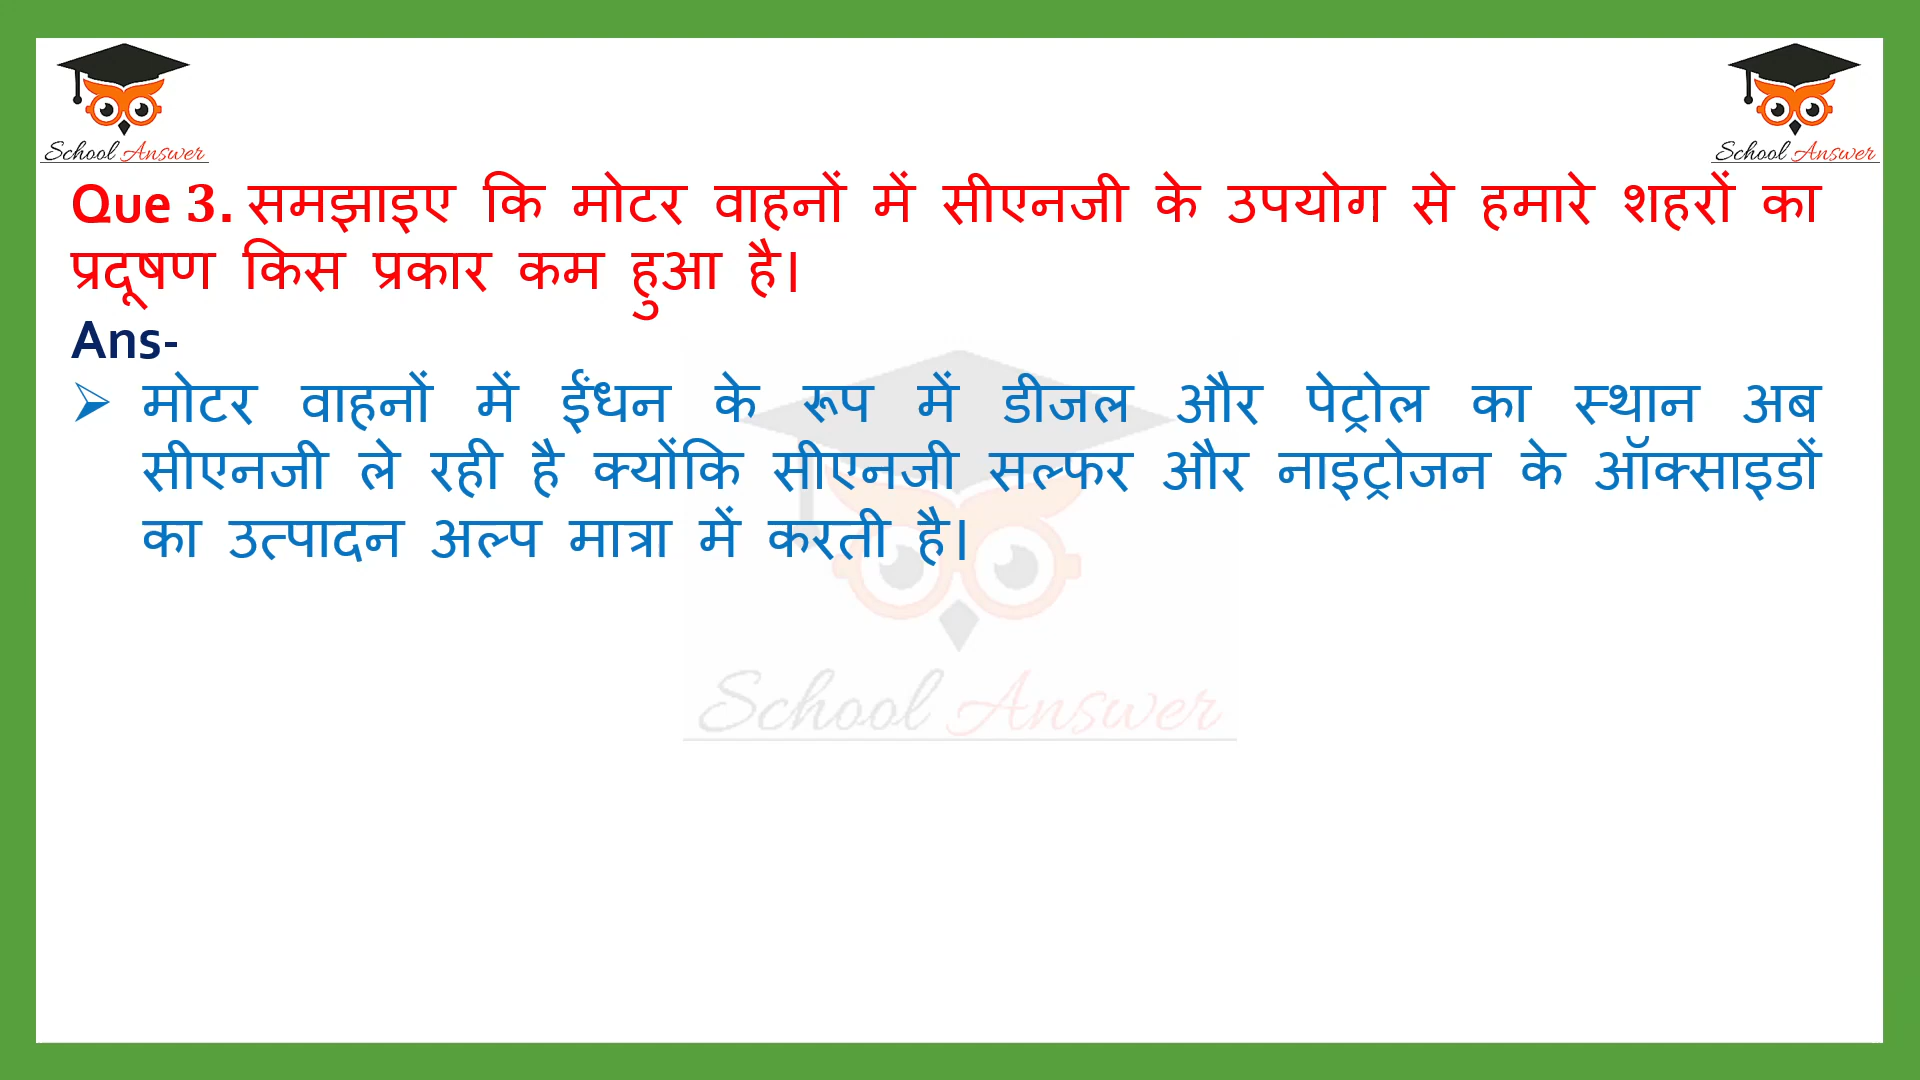 School Answer
School Answer
Que 3. समझाइए कि मोटर वाहनों में सीएनजी के उपयोग से हमारे शहरों का
प्रदूषण किस प्रकार कम हुआ है।
Ans-
➢ मोटर वाहनों में ईंधन के रूप में डीजल और पेट्रोल का स्थान अब
सीएनजी ले रही है क्योंकि सीएनजी सल्फर और नाइट्रोजन के ऑक्साइडों
का उत्पादन अल्प मात्रा में करती है।
School Answer